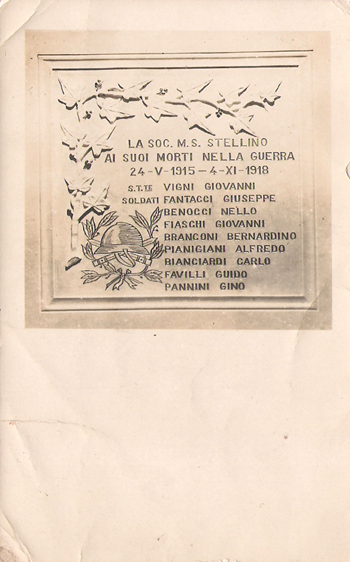 LA SOC. M.S. STELLINO
AI SUOI MORTI NELLA GUERRA
24-V-1915-4-XI-1918
S.T.TE VIGNI GIOVANNI
SOLDATI FANTACCI GIUSEPPE
BENOCCI NELLO
FIASCHI GIOVANNI
BRANCONI BERNARDINO
PIANIGIANI ALFREDO
BIANCIARDI CARLO
FAVILLI GUIDO
PANNINI GINO